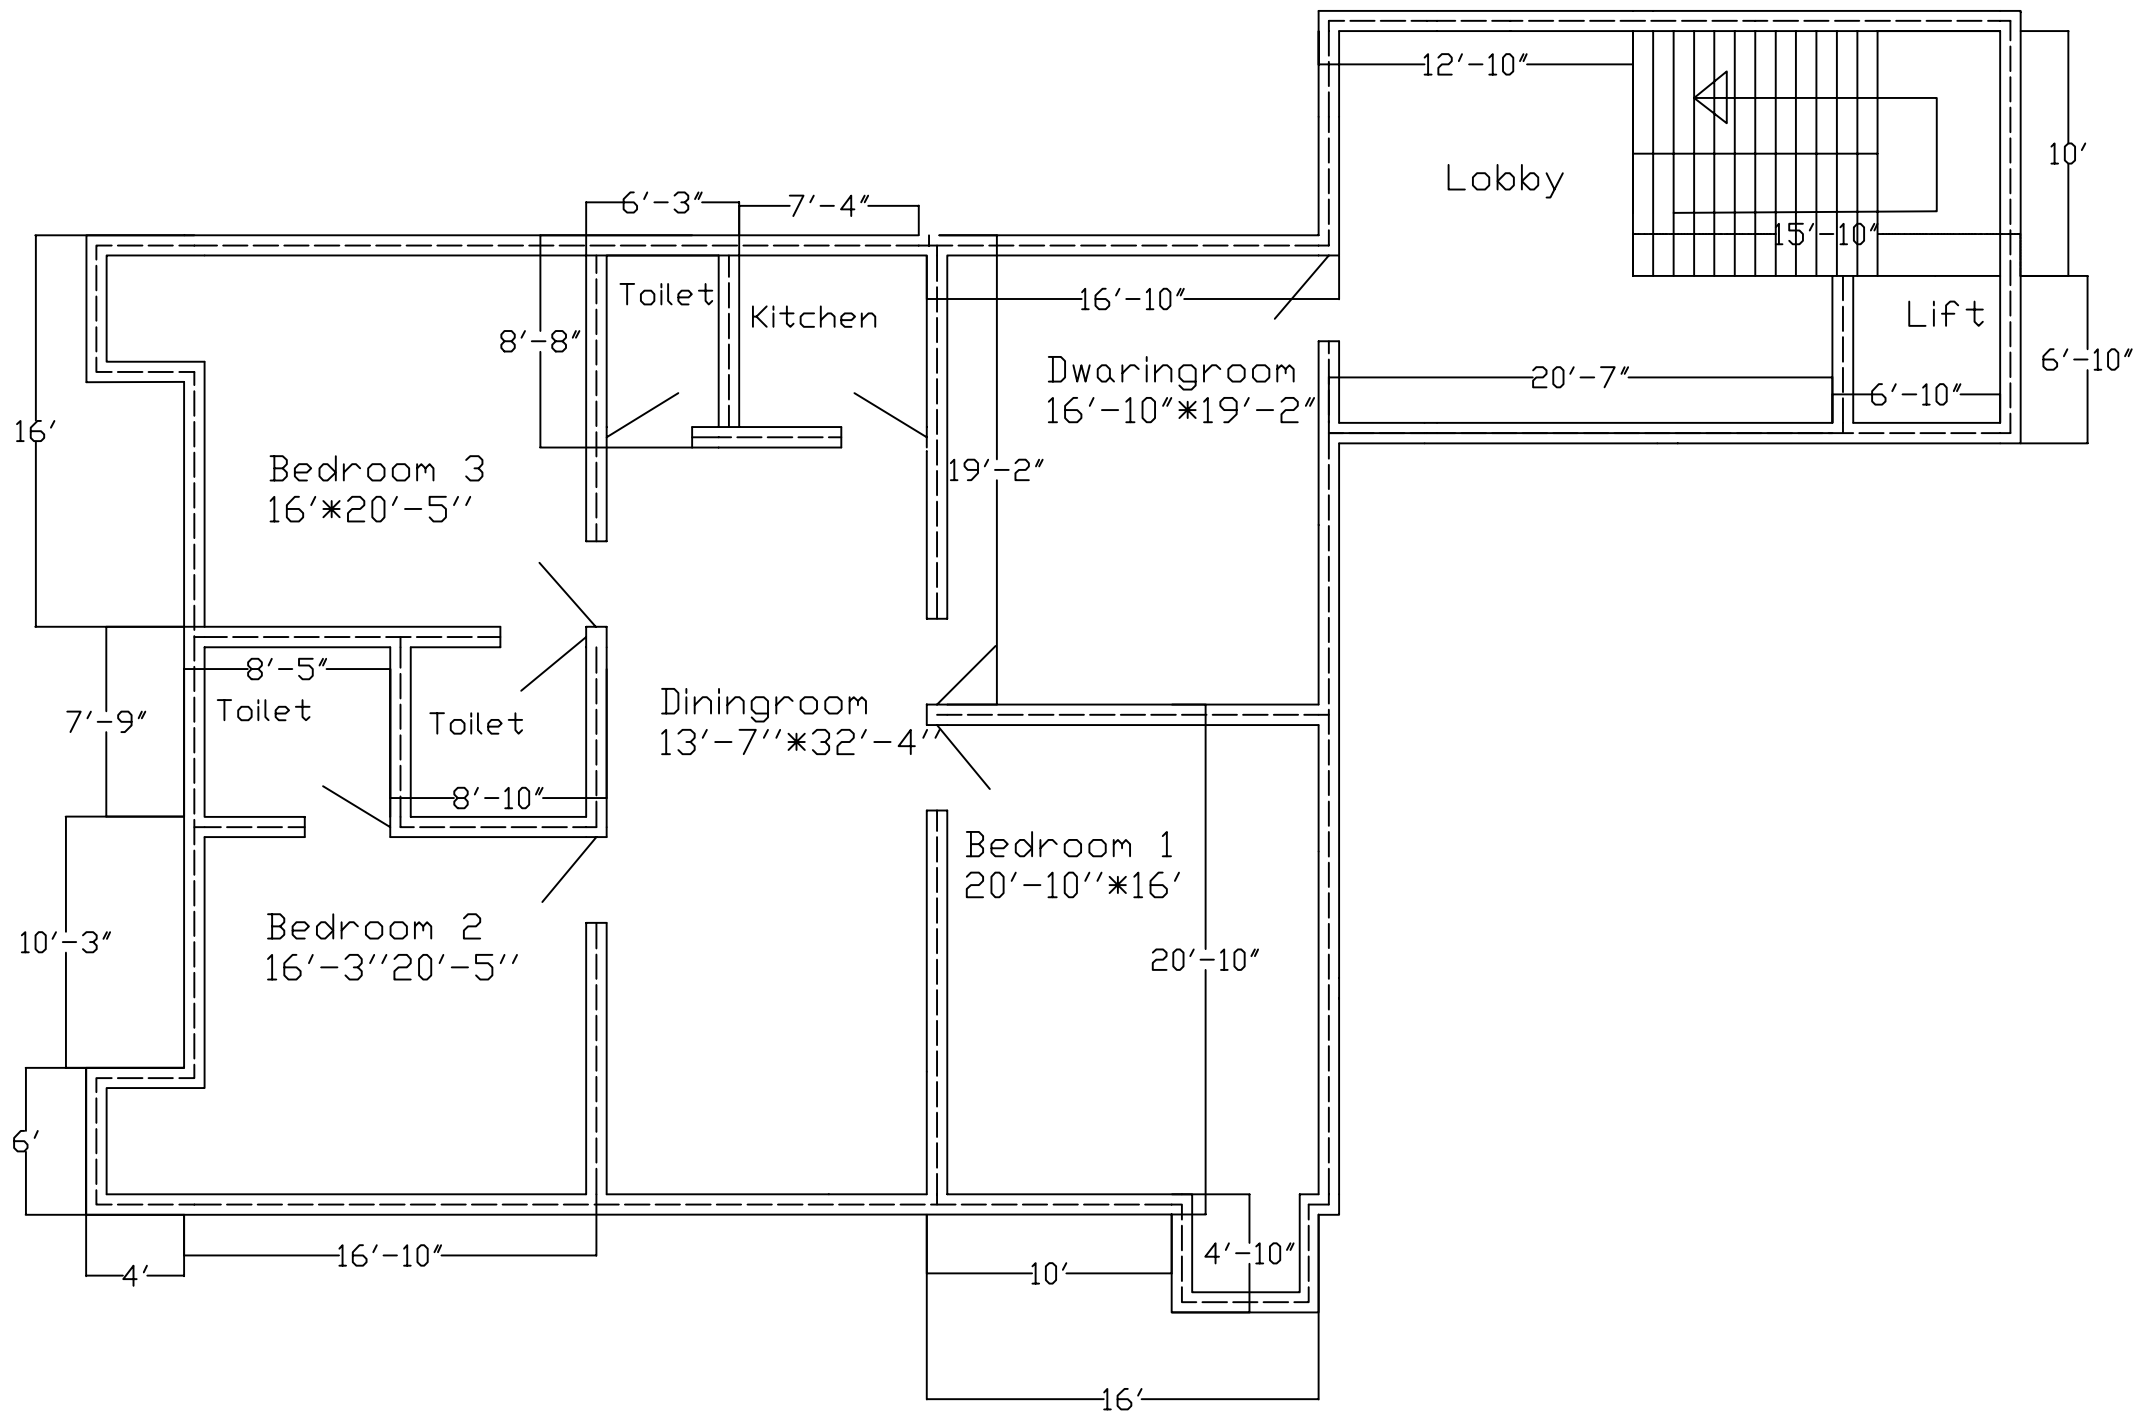 12'-10"
10'
Lobby
6'-3"
7'-4"
15'-10"
Toilet
16'-10"
Kitchen
Lift
8'-8"
6'-10"
Dwaringroom
16'-10"*19'-2"
20'-7"
6'-10"
16'
Bedroom 3
16'*20'-5''
19'-2"
8'-5"
Toilet
7'-9"
Toilet
Diningroom
13'-7''*32'-4''
8'-10"
Bedroom 1
20'-10''*16'
Bedroom 2
16'-3''20'-5''
10'-3"
20'-10"
6'
16'-10"
4'
10'
4'-10"
16'